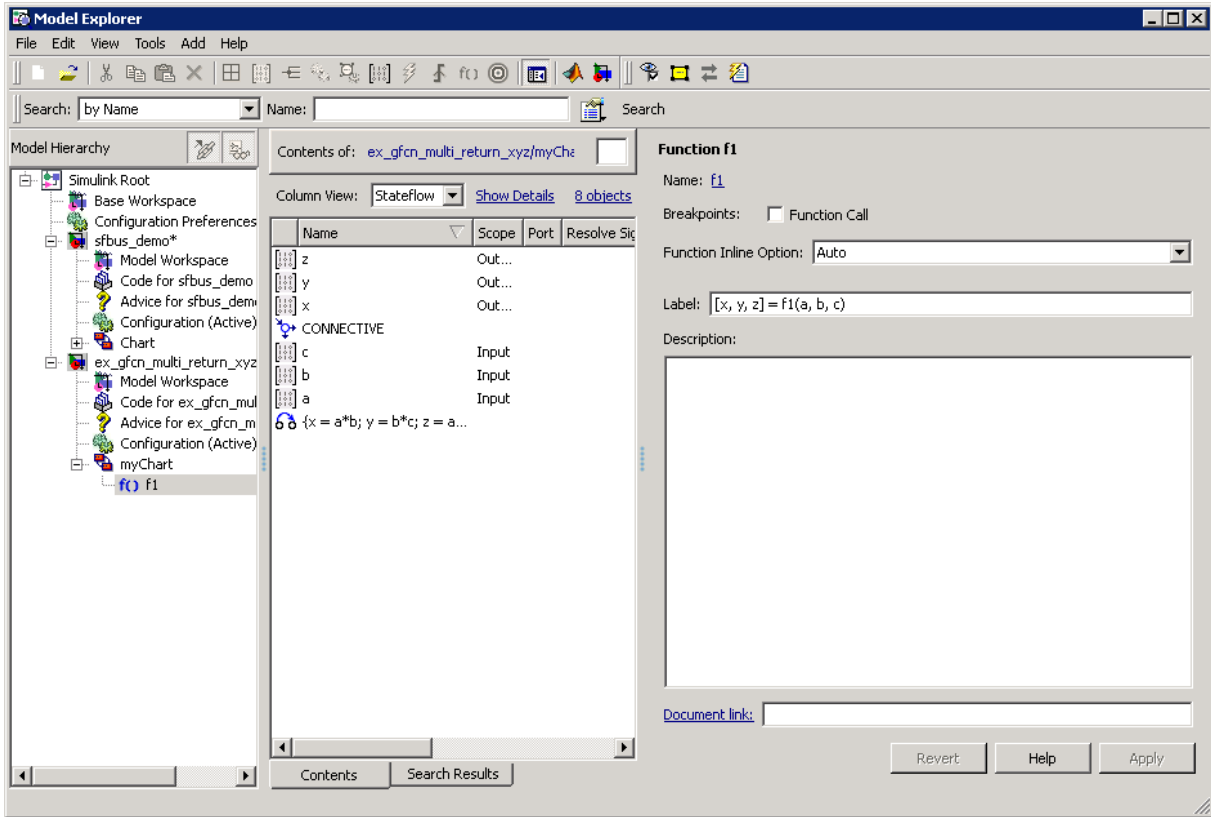 Model Explorer
File Edit View Tools Add Help
Search: by Name Name: Search
Model Hierarchy
Simulink Root
Base Workspace
Configuration Preferences
sfbus_demo*
Model Workspace
Code for sfbus_demo
Advice for sfbus_dem
Configuration (Active)
Chart
ex_gfcn_multi_return_xyz
Model Workspace
Code for ex_gfcn_mul
Advice for ex_gfcn_m
Configuration (Active)
myChart
f() f1
Contents of: ex_gfcn_multi_return_xyz/myCha
Column View: Stateflow Show Details 8 objects
Name Scope Port Resolve Sig
z Out...
y Out...
x Out...
CONNECTIVE
c Input
b Input
a Input
{x = a*b; y = b*c; z = a...
Contents Search Results
Function f1
Name: f1
Breakpoints: Function Call
Function Inline Option: Auto
Label: [x, y, z] = f1(a, b, c)
Description:
Document link:
Revert Help Apply